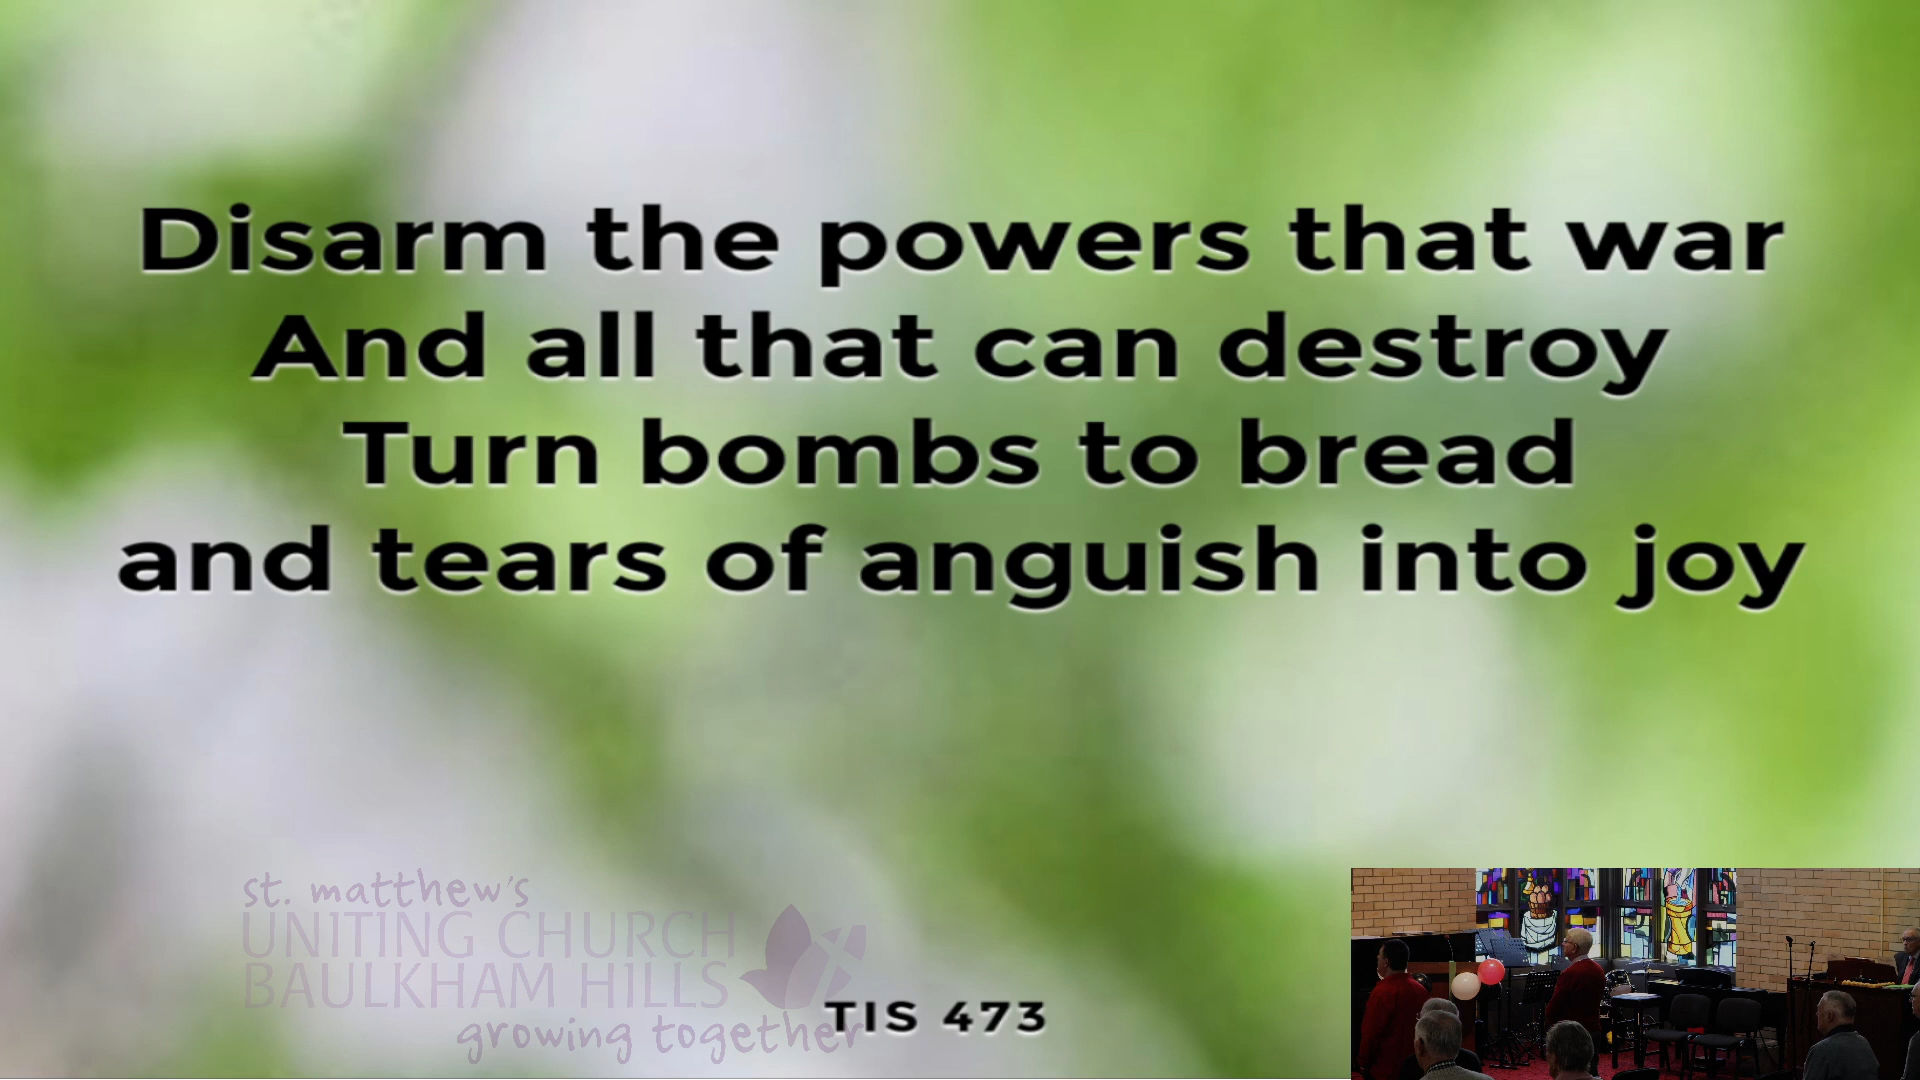 Disarm the powers that war
And all that can destroy
Turn bombs to bread
and tears of anguish into joy
st. matthew's
UNITING CHURCH
BAULKHAM HILLS
growing together
TIS 473